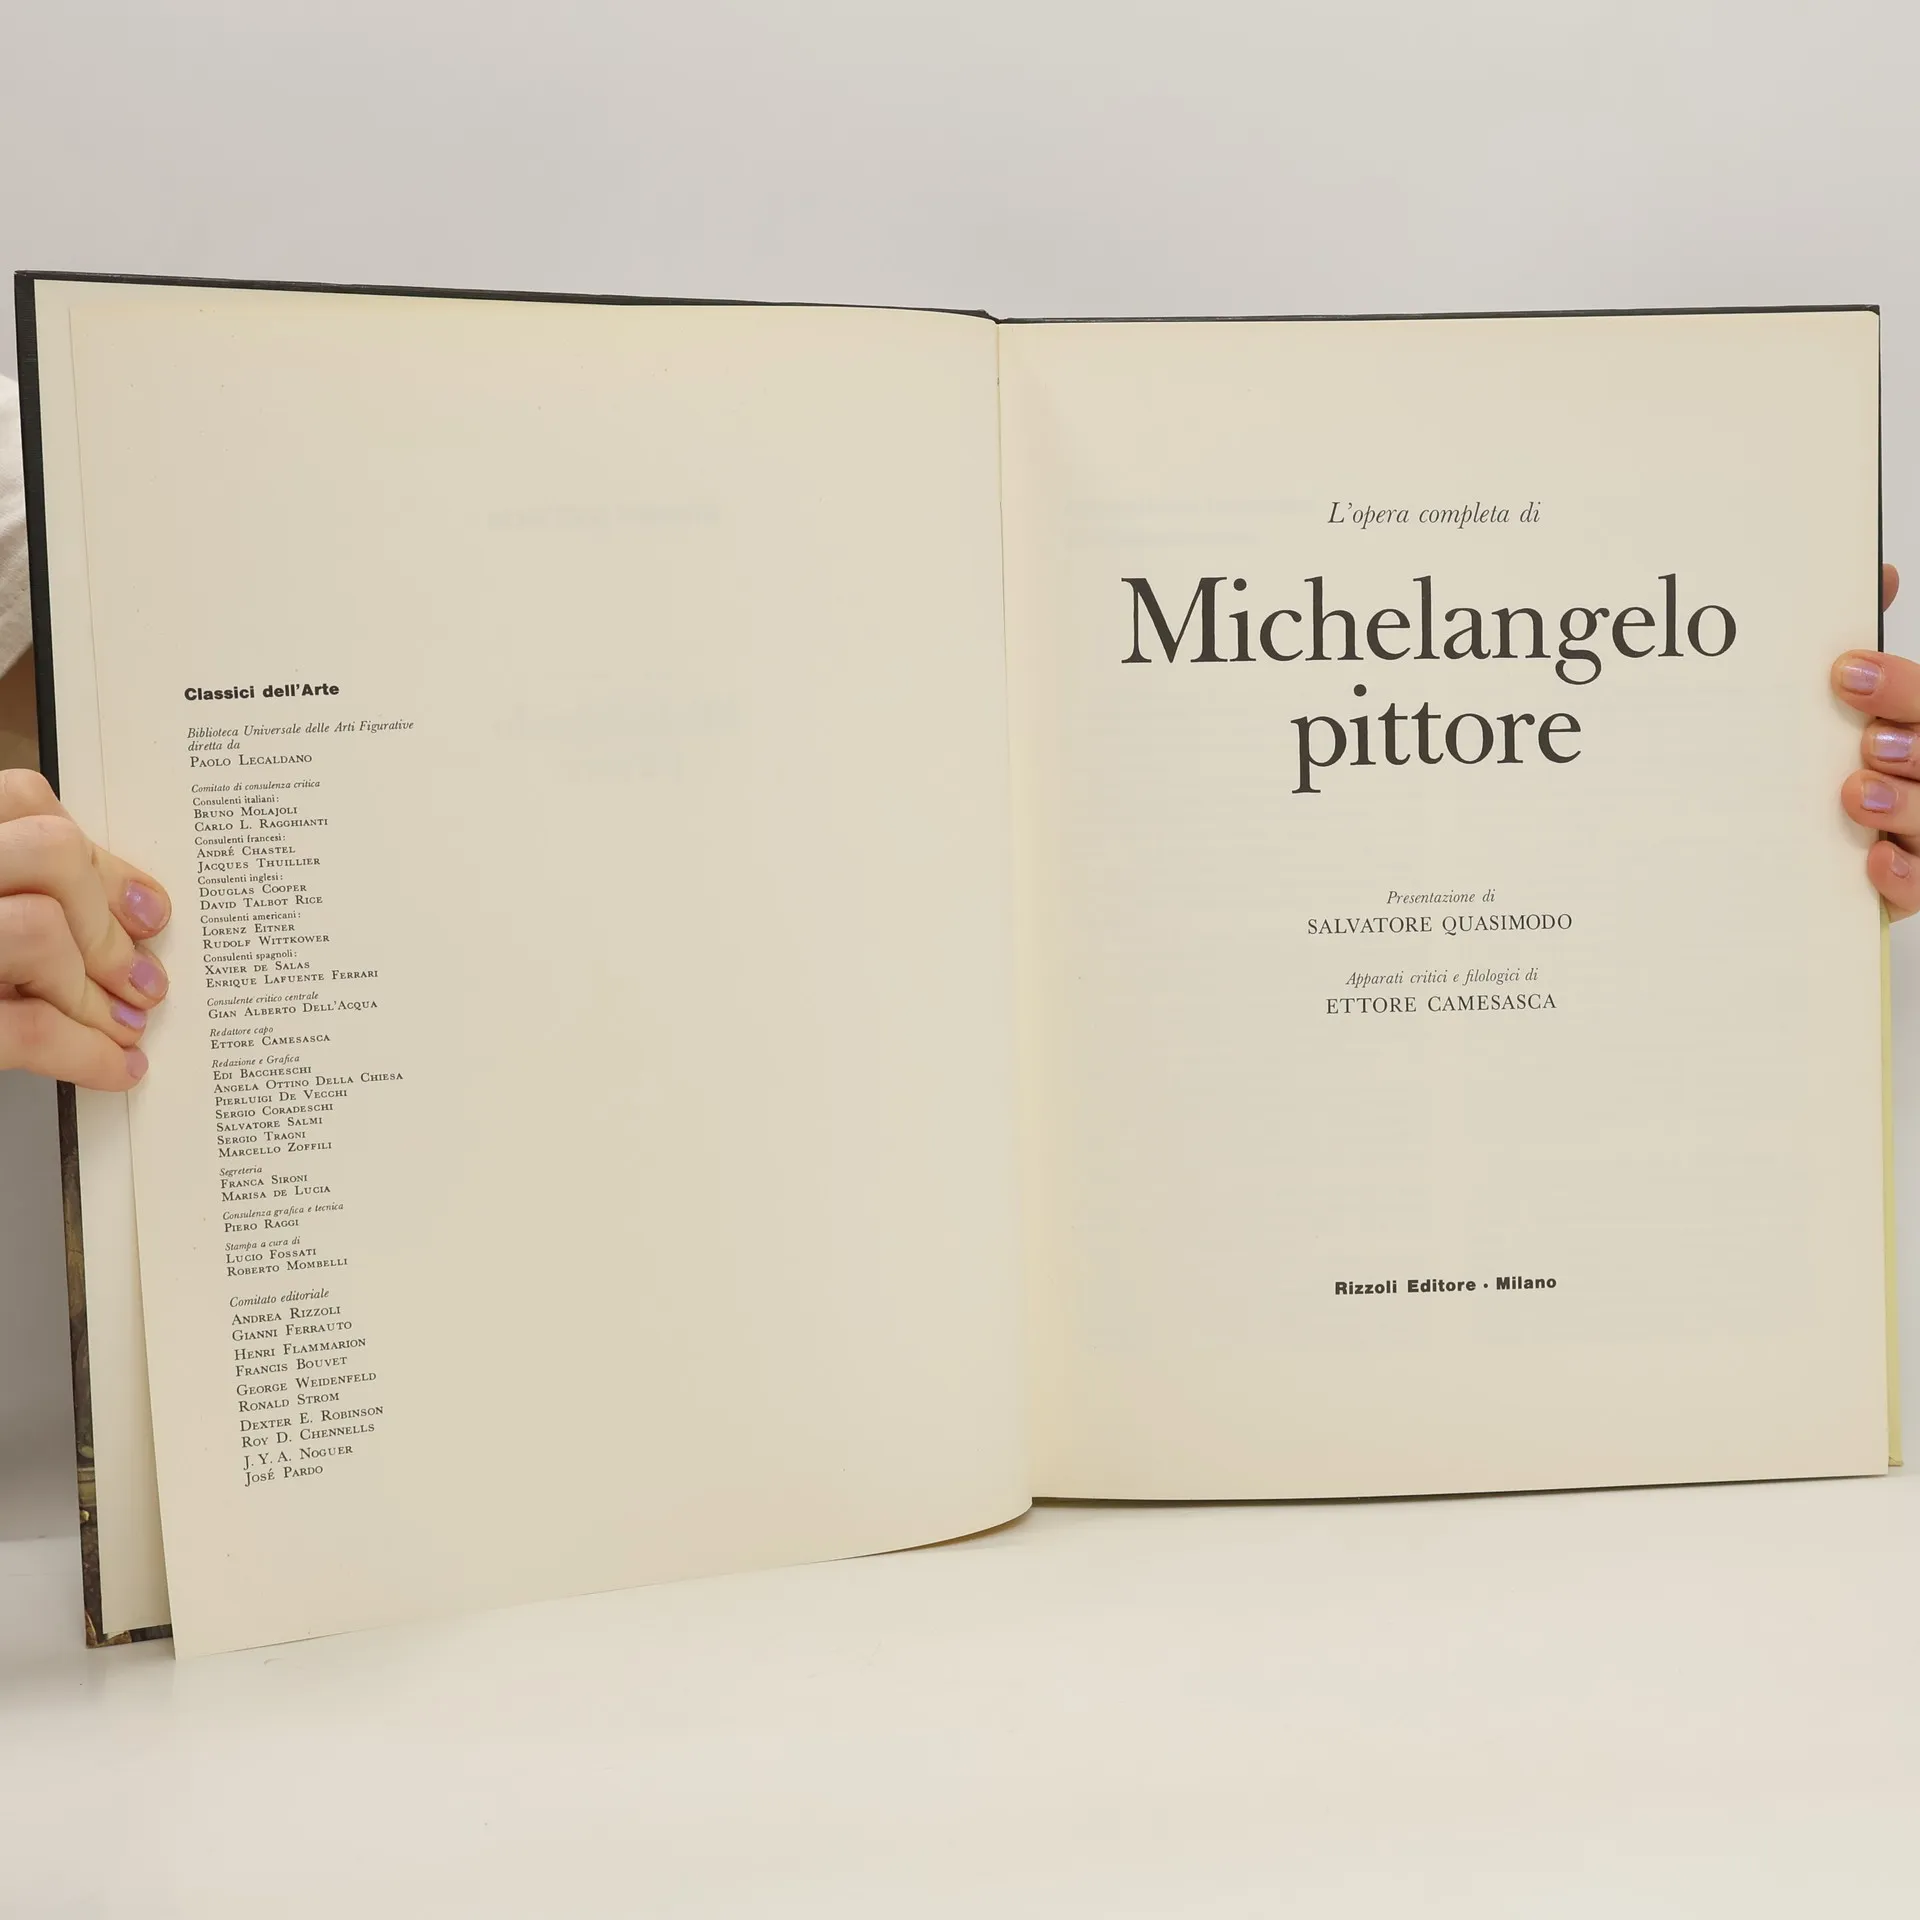 Classici dell'Arte
Biblioteca Universale delle Arti Figurative
diretta da
PAOLO LECALDANO
Comitato di consulenza critica
Consulenti italiani:
BRUNO MOLAJOLI
CARLO L. RAGGHIANTI
Consulenti francesi:
ANDRÉ CHASTEL
JACQUES THUILLIER
Consulenti inglesi:
DOUGLAS COOPER
DAVID TALBOT RICE
Consulenti americani:
LORENZ EITNER
RUDOLF WITTKOWER
Consulenti spagnoli:
XAVIER DE SALAS
ENRIQUE LAFUENTE FERRARI
Consulente critico centrale
GIAN ALBERTO DELL'ACQUA
Redattore capo
ETTORE CAMESASCA
Redazione e Grafica
EDI BACCHESCHI
ANGELA OTTINO DELLA CHIESA
PIERLUIGI DE VECCHI
SERGIO CORADESCHI
SALVATORE SALMI
SERGIO TRAGNI
MARCELLO ZOFFILI
Segreteria
FRANCA SIRONI
MARISA DE LUCIA
Consulenza grafica e tecnica
PIERO RAGGI
Stampa a cura di
LUCIO FOSSATI
ROBERTO MOMBELLI
Comitato editoriale
ANDREA RIZZOLI
GIANNI FERRAUTO
HENRI FLAMMARION
FRANCIS BOUVET
GEORGE WEIDENFELD
RONALD STROM
DEXTER E. ROBINSON
ROY D. CHENNELLS
J. Y. A. NOGUER
JOSÉ PARDO
L'opera completa di
Michelangelo
pittore
Presentazione di
SALVATORE QUASIMODO
Apparati critici e filologici di
ETTORE CAMESASCA
Rizzoli Editore • Milano